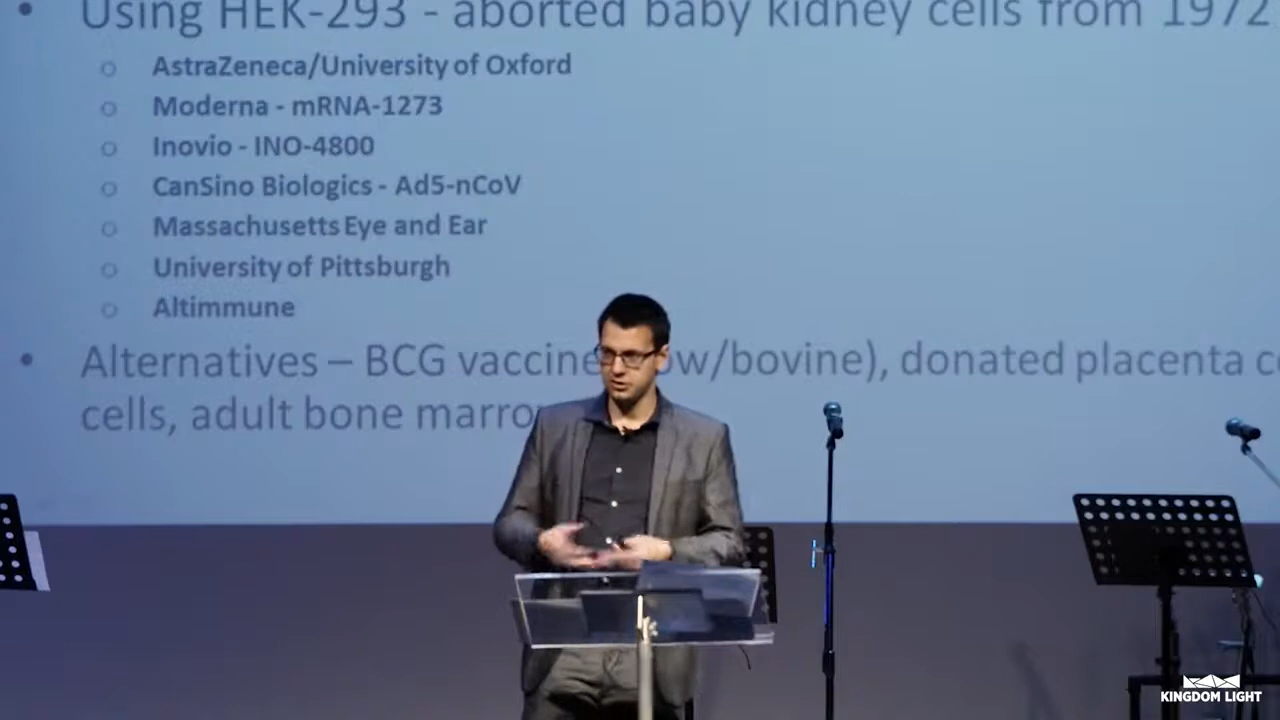 • Using HEK-293 - aborted baby kidney cells from 1972
o AstraZeneca/University of Oxford
o Moderna - mRNA-1273
o Inovio - INO-4800
o CanSino Biologics - Ad5-nCoV
o Massachusetts Eye and Ear
o University of Pittsburgh
o Altimmune
• Alternatives – BCG vaccine /bovine), donated placenta
cells, adult bone
KINGDOM LIGHT